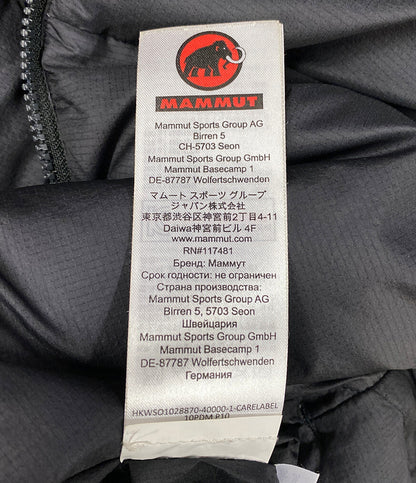 MAMMUT
Mammut Sports Group AG
Birren 5
CH-5703 Seon
Mammut Sports Group GmbH
Mammut Basecamp 1
DE-87787 Wolfertschwenden
マムート スポーツ グループ
ジャパン株式会社
東京都渋谷区神宮前2丁目4-11
Daiwa神宮前ビル 4F
www.mammut.com
RN#117481
Бренд: Маммут
Срок годности: не ограничен
Страна производства:
Mammut Sports Group AG/
Birren 5, 5703 Seon
Швейцария
Mammut Sports Group GmbH
Mammut Basecamp 1
DE-87787 Wolfertschwenden
Германия
HKWSO1028870-40000-1-CARELABEL
10PDM P10